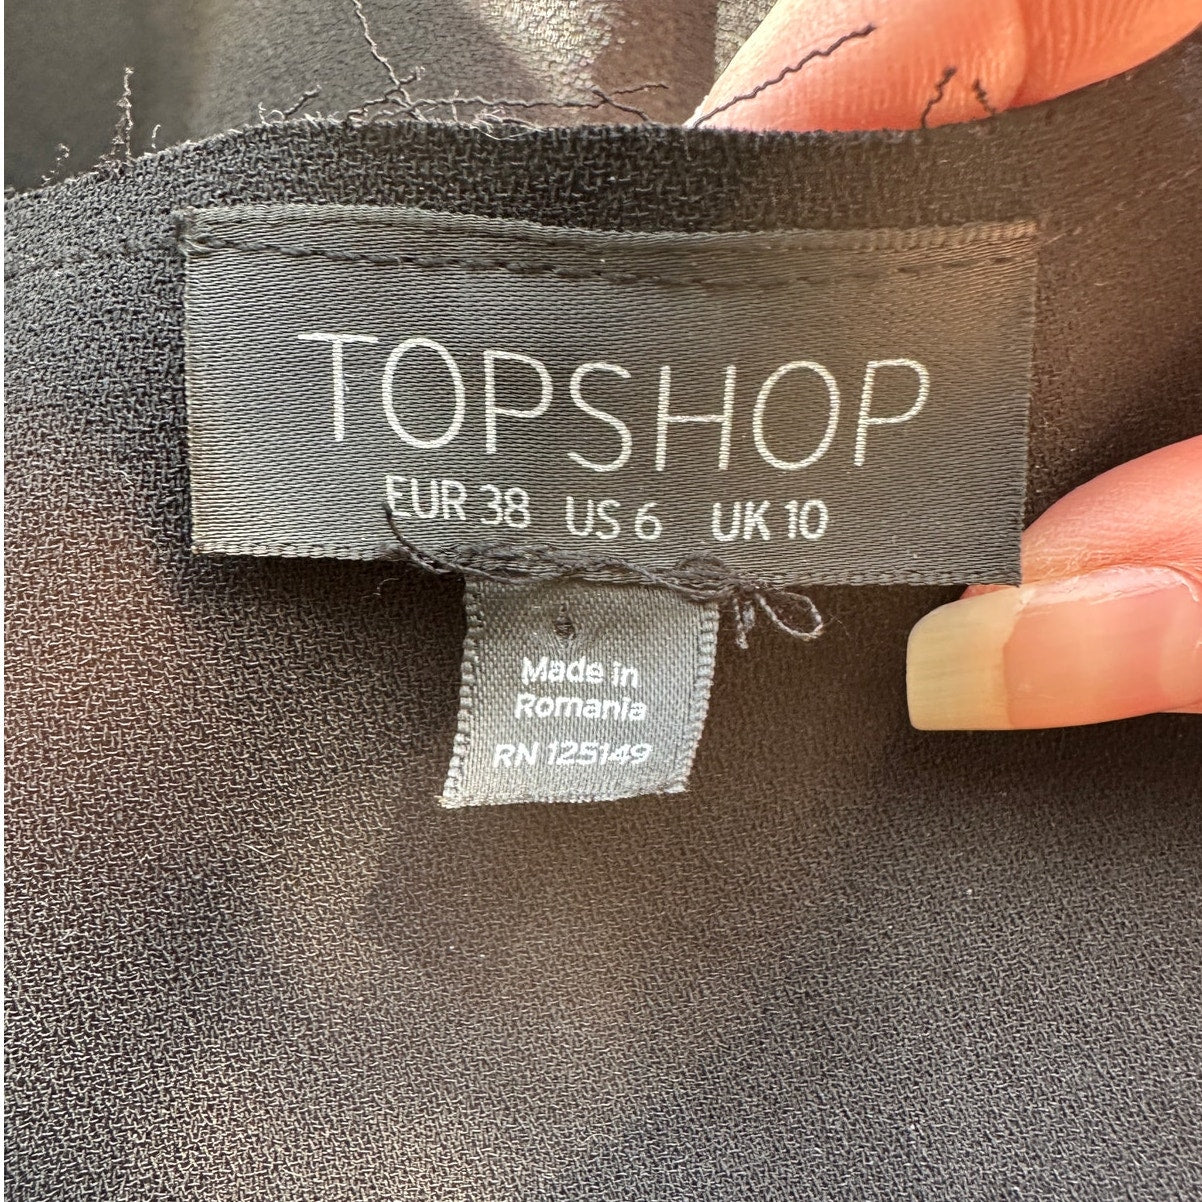 TOPSHOP
EUR 38 US 6 UK 10
Made in
Romania
RN 125149